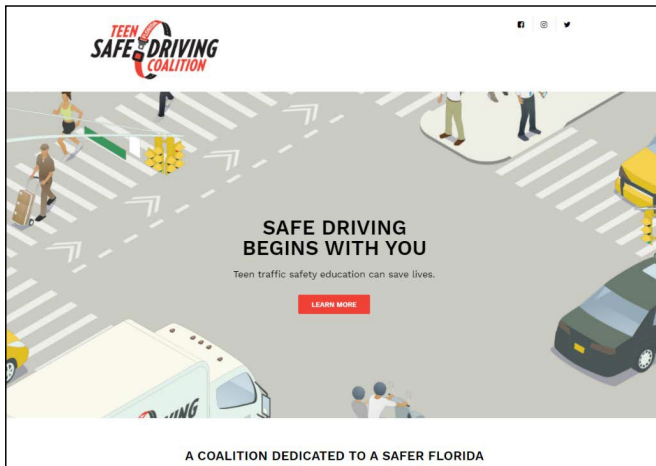 TEEN
FLORIDA
SAFE DRIVING
COALITION
SAFE DRIVING
BEGINS WITH YOU
Teen traffic safety education can save lives.
LEARN MORE
A COALITION DEDICATED TO A SAFER FLORIDA